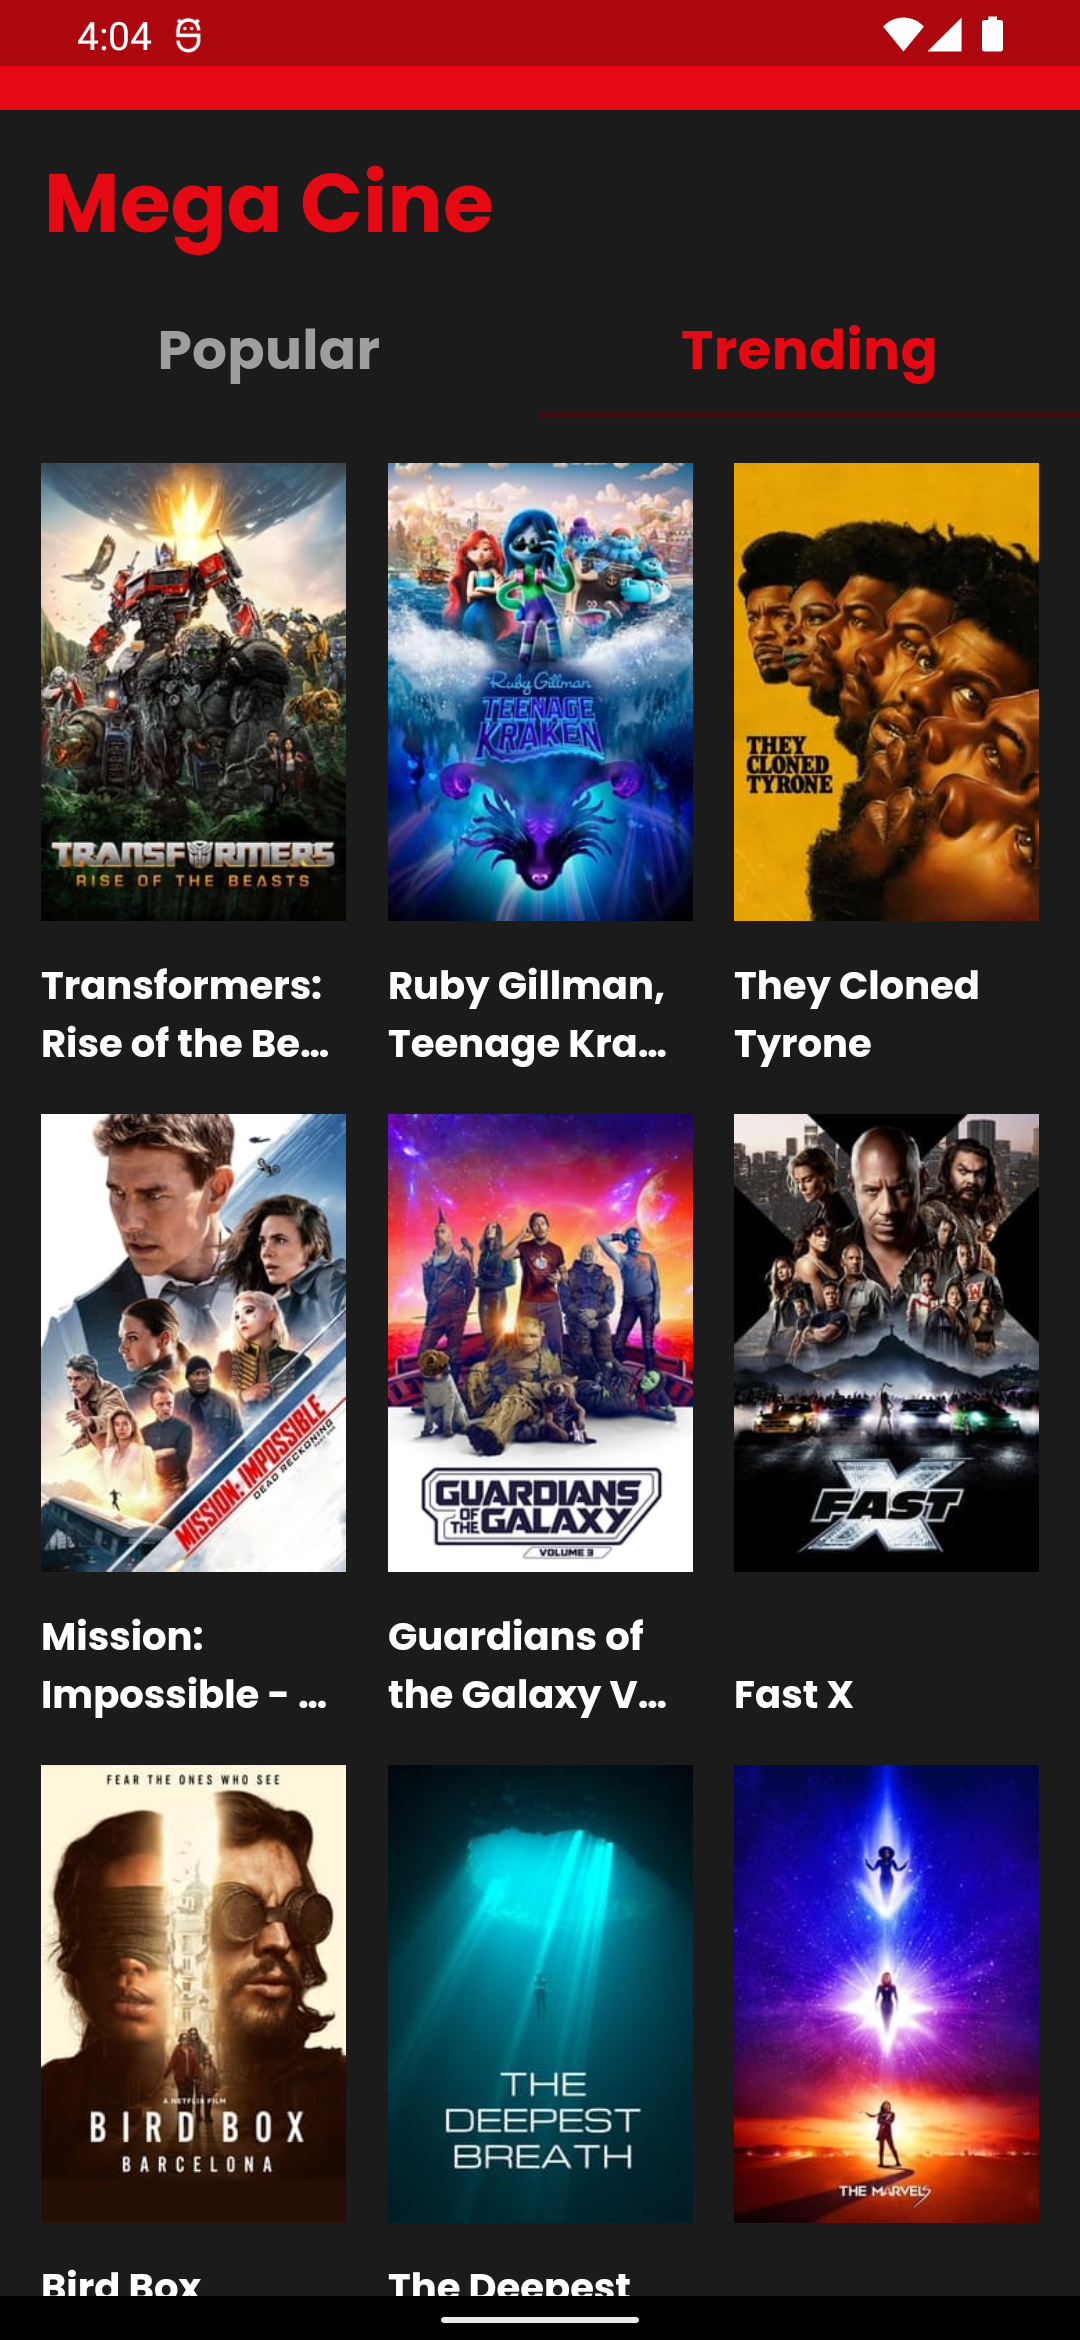 4:04
Mega Cine
Popular
Trending
Ruby Gillman
TEENAGE
KRAKEN
THEY
CLONED
TYRONE
TRANSFORMERS
RISE OF THE BEASTS
Transformers:
Rise of the Be...
Ruby Gillman,
Teenage Kra...
They Cloned
Tyrone
MISSION: IMPOSSIBLE
DEAD RECKONING
GUARDIANS
OF THE GALAXY
VOLUME 3
FAST
X
Mission:
Impossible - ...
Guardians of
the Galaxy V...
Fast X
FEAR THE ONES WHO SEE
A NETFLIX FILM
BIRD BOX
BARCELONA
THE
DEEPEST
BREATH
THE MARVELS
Bird Box
The Deepest